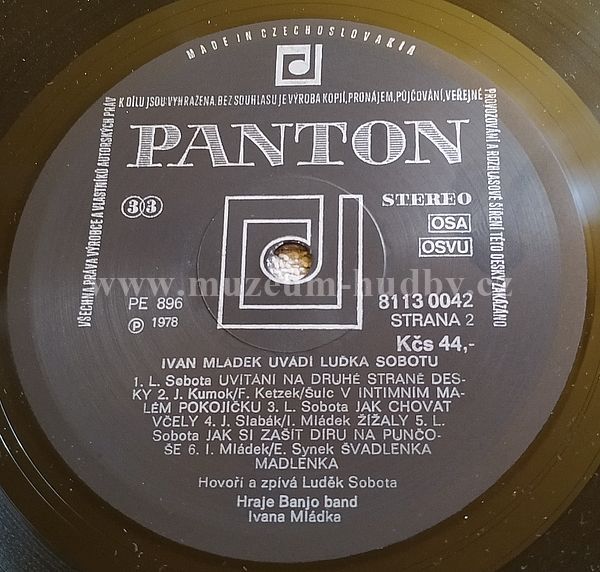 MADE IN CZECHOSLOVAKIA
VŠECHNA PRÁVA VÝROBCE A VLASTNÍKŮ AUTORSKÝCH PRÁV K DÍLU JSOU VYHRAZENA. BEZ SOUHLASU JE VÝROBA KOPIÍ, PRONÁJEM, PŮJČOVÁNÍ, VEŘEJNÉ PROVOZOVÁNÍ A ROZHLASOVÉ ŠÍŘENÍ TÉTO DESKY ZAKÁZÁNO
PANTON
33
STEREO
OSA
OSVU
www.muzeum-hudby.cz
PE 896
8113 0042
Ⓟ 1978
STRANA 2
Kčs 44,-
IVAN MLÁDEK UVÁDÍ LUĎKA SOBOTU
1. L. Sobota UVÍTÁNÍ NA DRUHÉ STRANĚ DES-
KY 2. J. Kumok/F. Ketzek/Šulc V INTIMNÍM MA-
LÉM POKOJÍČKU 3. L. Sobota JAK CHOVAT
VČELY 4. J. Slabák/I. Mládek ŽÍŽALY 5. L.
Sobota JAK SI ZAŠÍT DÍRU NA PUNČO-
ŠE 6. I. Mládek/E. Synek ŠVADLENKA
MADLENKA
Hovoří a zpívá Luděk Sobota
Hraje Banjo band
Ivana Mládka